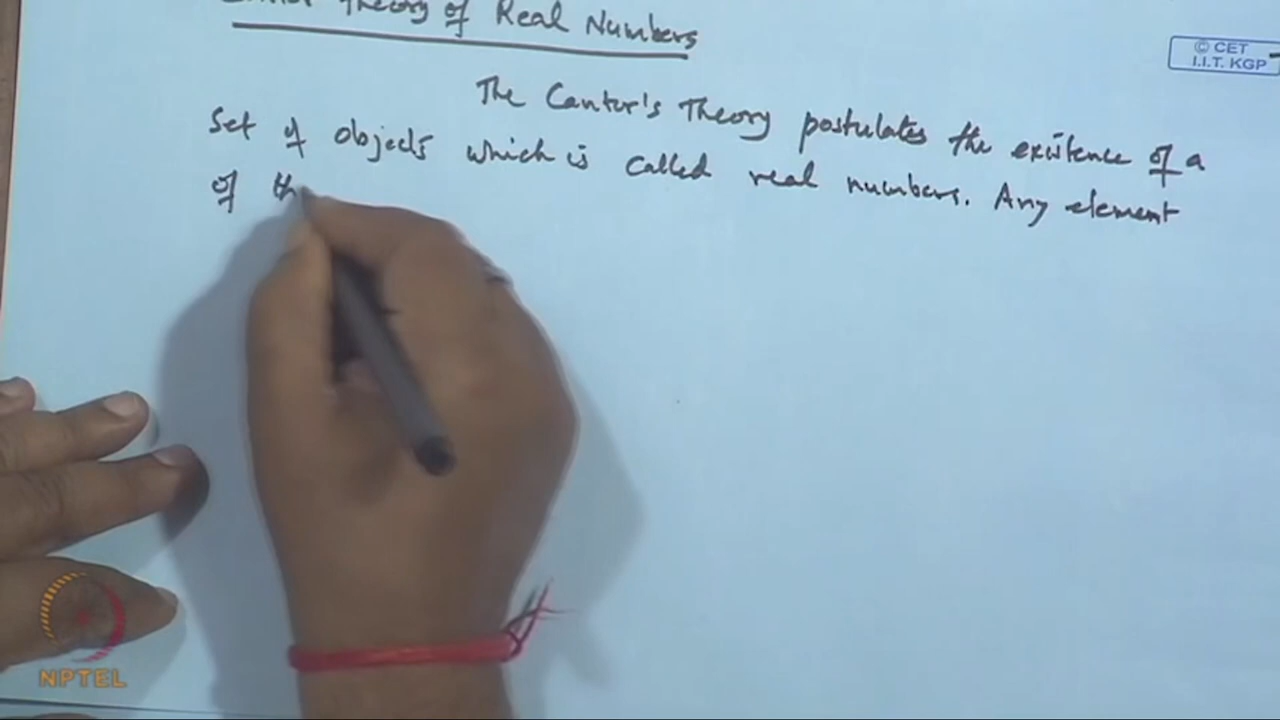 Theory of Real Numbers
© CET
I.I.T. KGP
The Cantor's Theory postulates the existence of a
Set of objects which is called real numbers. Any element
of th
NPTEL